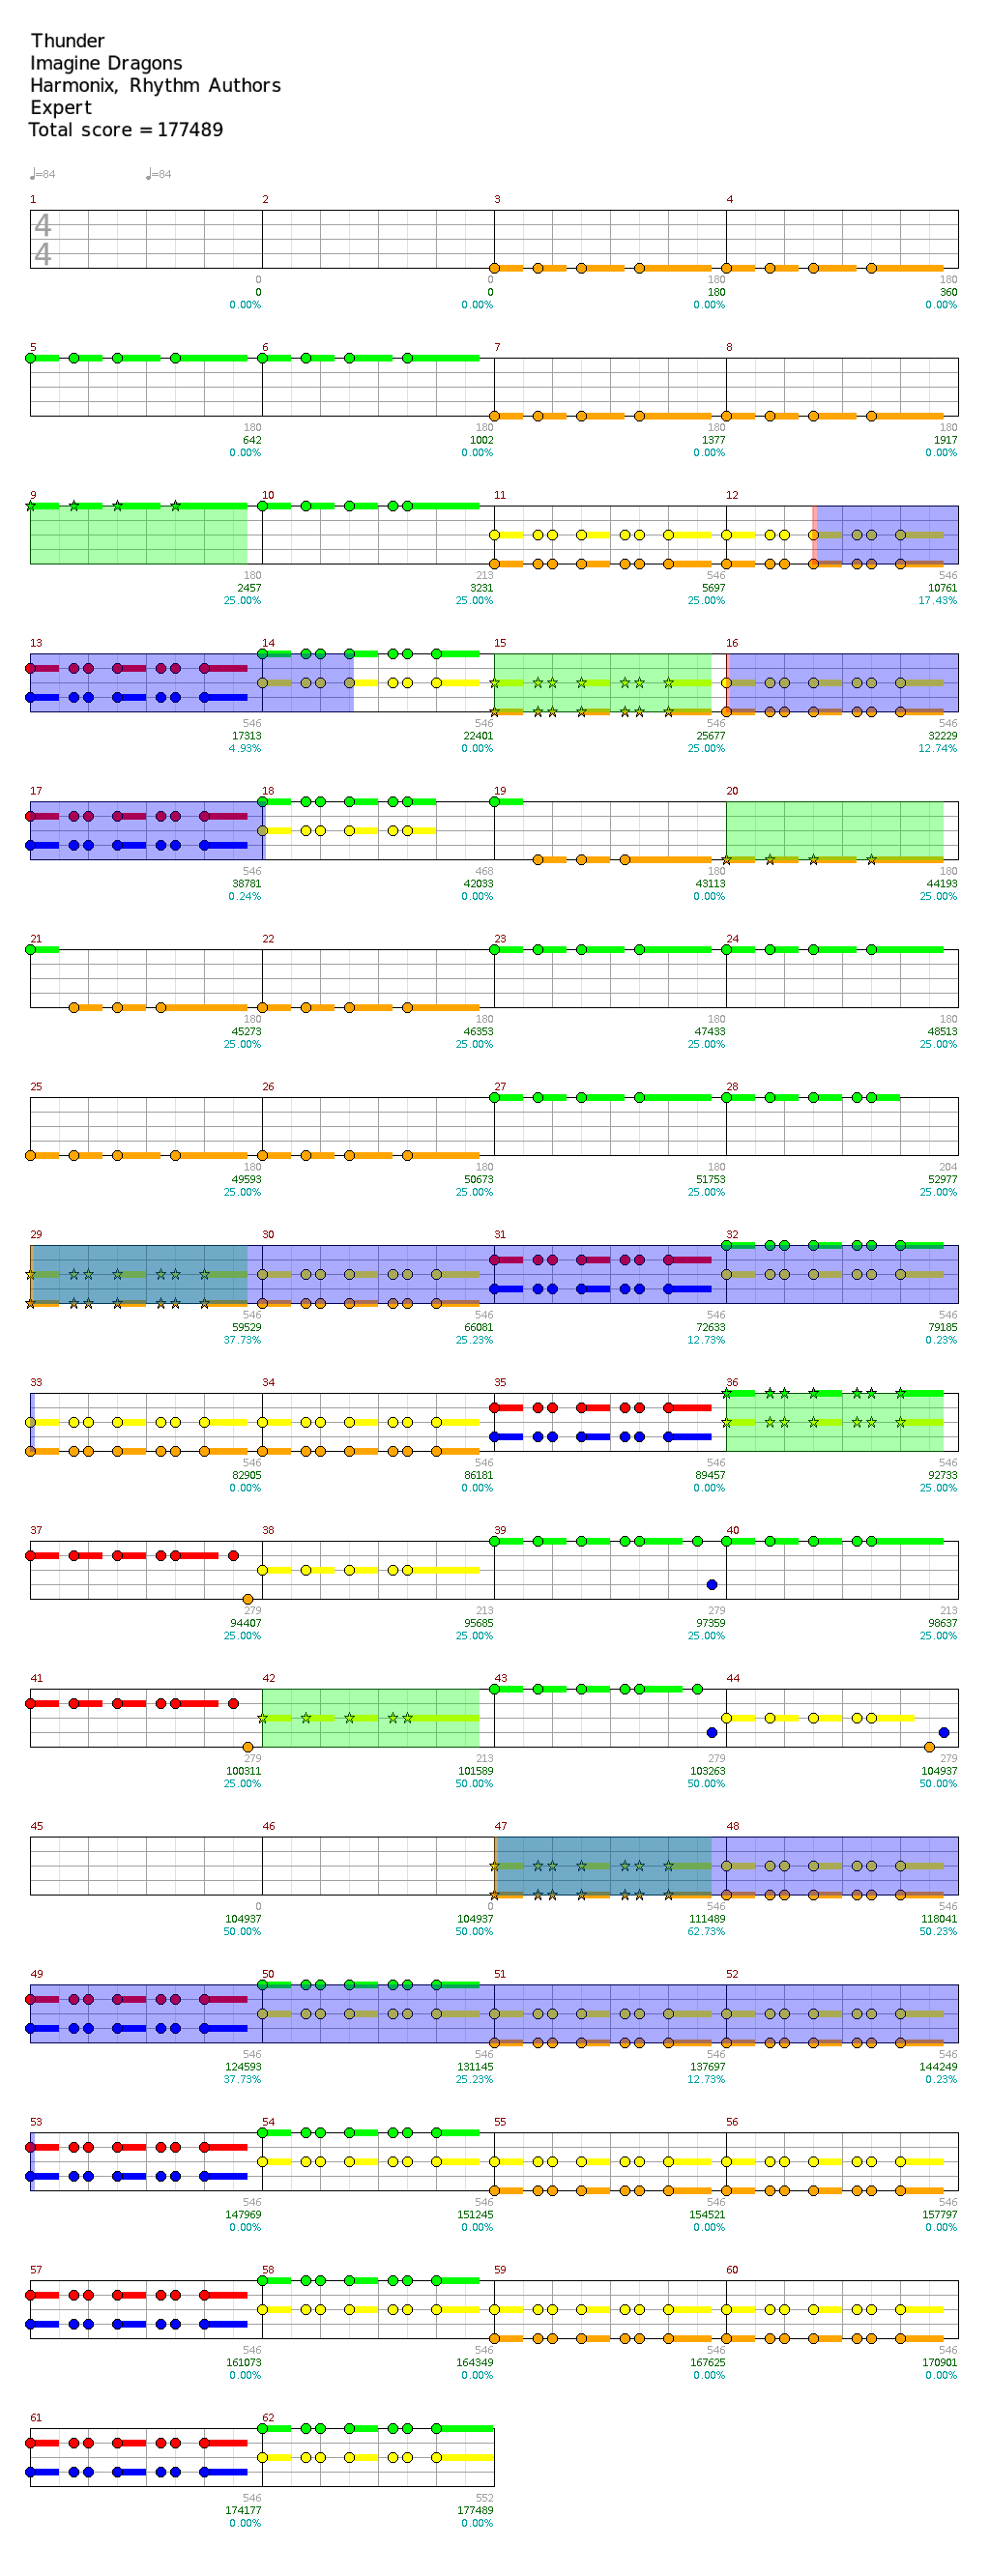 Thunder
Imagine Dragons
Harmonix, Rhythm Authors
Expert
Total score = 177489
♩=84 ♩=84
1 2 3 4
4
4
0 0 180 180
0 0 180 360
0.00% 0.00% 0.00% 0.00%
5 6 7 8
180 180 180 180
642 1002 1377 1917
0.00% 0.00% 0.00% 0.00%
9 10 11 12
180 213 546 546
2457 3231 5697 10761
25.00% 25.00% 25.00% 17.43%
13 14 15 16
546 546 546 546
17313 22401 25677 32229
4.93% 0.00% 25.00% 12.74%
17 18 19 20
546 468 180 180
38781 42033 43113 44193
0.24% 0.00% 0.00% 25.00%
21 22 23 24
180 180 180 180
45273 46353 47433 48513
25.00% 25.00% 25.00% 25.00%
25 26 27 28
180 180 180 204
49593 50673 51753 52977
25.00% 25.00% 25.00% 25.00%
29 30 31 32
546 546 546 546
59529 66081 72633 79185
37.73% 25.23% 12.73% 0.23%
33 34 35 36
546 546 546 546
82905 86181 89457 92733
0.00% 0.00% 0.00% 25.00%
37 38 39 40
279 213 279 213
94407 95685 97359 98637
25.00% 25.00% 25.00% 25.00%
41 42 43 44
279 213 279 279
100311 101589 103263 104937
25.00% 50.00% 50.00% 50.00%
45 46 47 48
0 0 546 546
104937 104937 111489 118041
50.00% 50.00% 62.73% 50.23%
49 50 51 52
546 546 546 546
124593 131145 137697 144249
37.73% 25.23% 12.73% 0.23%
53 54 55 56
546 546 546 546
147969 151245 154521 157797
0.00% 0.00% 0.00% 0.00%
57 58 59 60
546 546 546 546
161073 164349 167625 170901
0.00% 0.00% 0.00% 0.00%
61 62
546 552
174177 177489
0.00% 0.00%